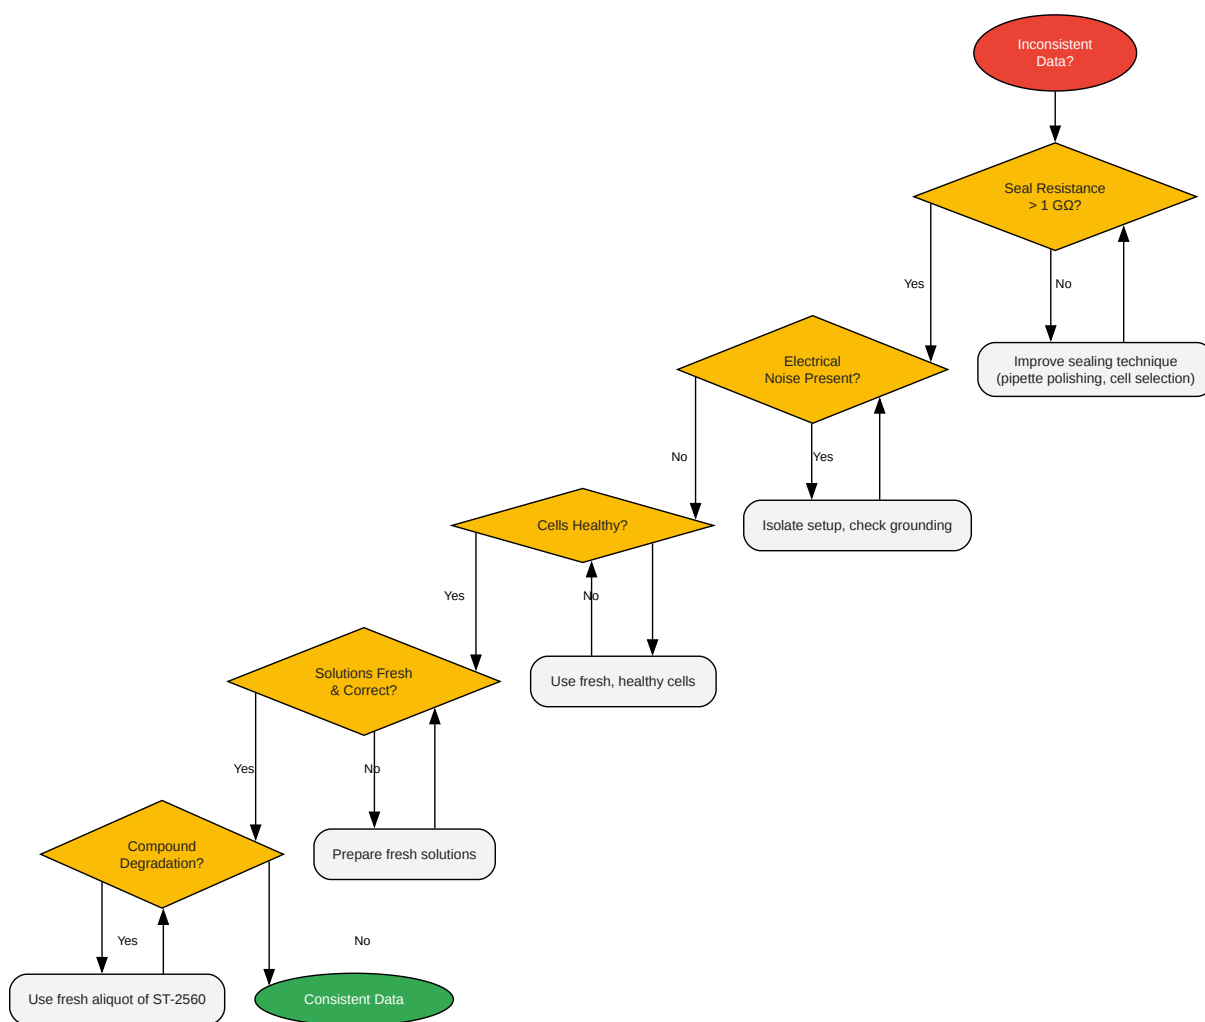 Inconsistent
Data?
Seal Resistance
> 1 GΩ?
Yes
No
Improve sealing technique
(pipette polishing, cell selection)
Electrical
Noise Present?
No
Yes
Isolate setup, check grounding
Cells Healthy?
Yes
No
Use fresh, healthy cells
Solutions Fresh
& Correct?
Yes
No
Prepare fresh solutions
Compound
Degradation?
Yes
No
Use fresh aliquot of ST-2560
Consistent Data